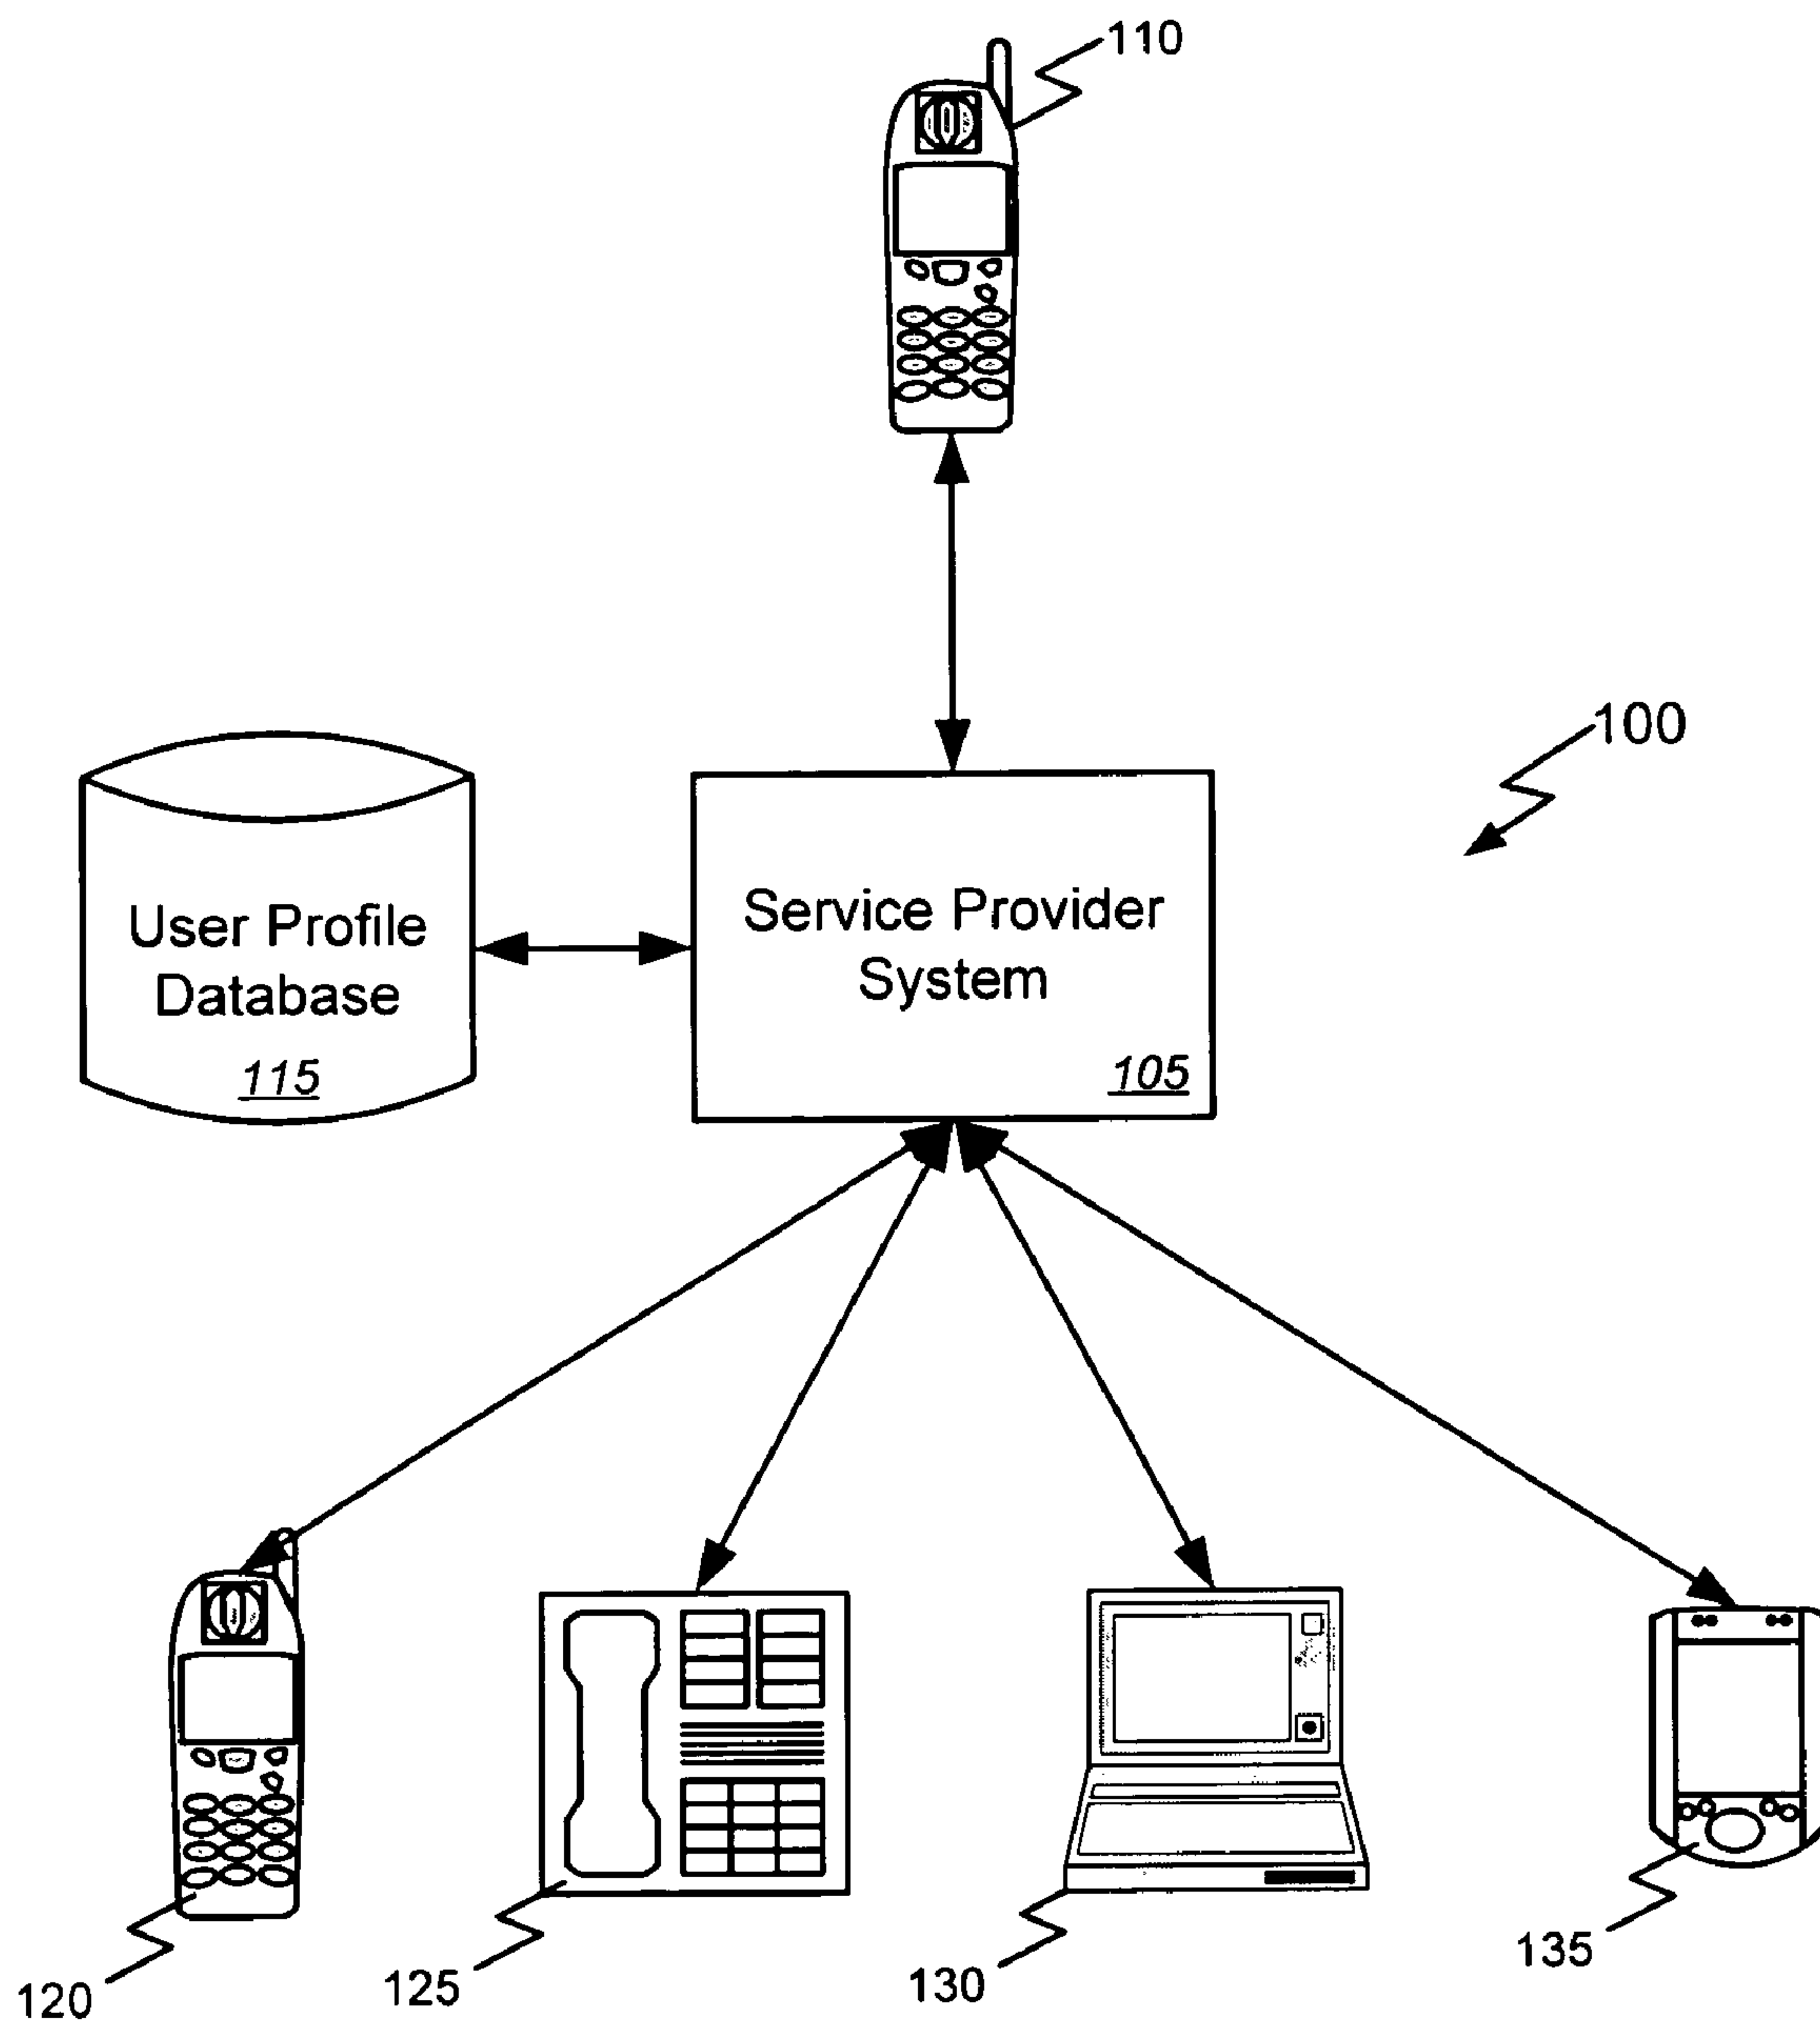 110
100
User Profile
Database
115
Service Provider
System
105
120
125
130
135